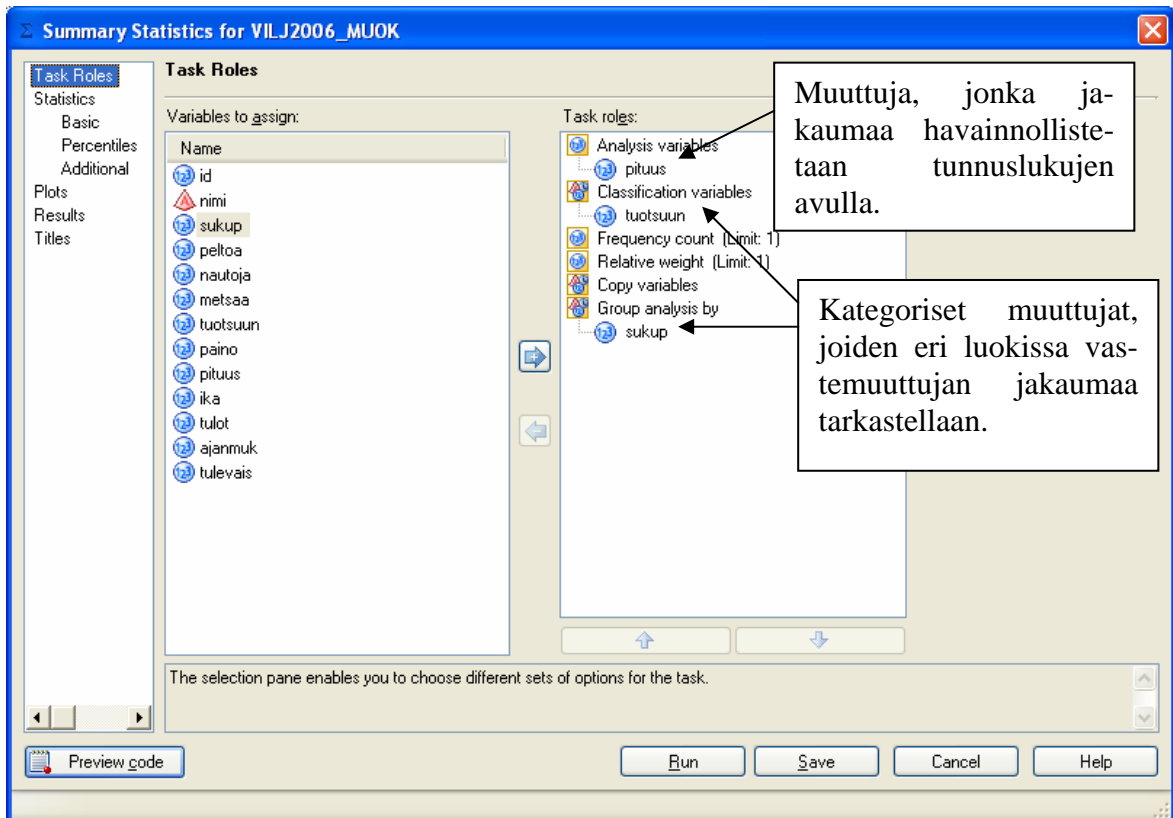 Σ Summary Statistics for VILJ2006_MUOK
Task Roles
Statistics
Basic
Percentiles
Additional
Plots
Results
Titles
Task Roles
Variables to assign:
Name
id
nimi
sukup
peltoa
nautoja
metsaa
tuotsuun
paino
pituus
ika
tulot
ajanmuk
tulevais
Task roles:
Analysis variables
pituus
Classification variables
tuotsuun
Frequency count (Limit: 1)
Relative weight (Limit: 1)
Copy variables
Group analysis by
sukup
Muuttuja, jonka ja-
kaumaa havainnolliste-
taan tunnuslukujen
avulla.
Kategoriset muuttujat,
joiden eri luokissa vas-
temuuttujan jakaumaa
tarkastellaan.
The selection pane enables you to choose different sets of options for the task.
Preview code
Run
Save
Cancel
Help